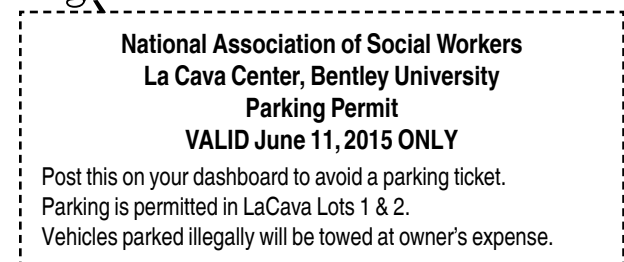 National Association of Social Workers
La Cava Center, Bentley University
Parking Permit
VALID June 11, 2015 ONLY
Post this on your dashboard to avoid a parking ticket.
Parking is permitted in LaCava Lots 1 & 2.
Vehicles parked illegally will be towed at owner's expense.